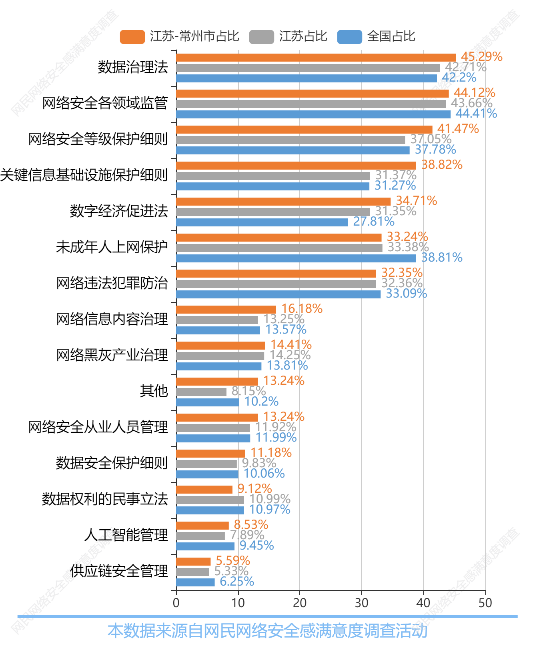 江苏-常州市占比 江苏占比 全国占比
数据治理法 45.29% 42.71% 42.2%
网络安全各领域监管 44.12% 43.66% 44.41%
网络安全等级保护细则 41.47% 37.05% 37.78%
关键信息基础设施保护细则 38.82% 31.37% 31.27%
数字经济促进法 34.71% 31.35% 27.81%
未成年人上网保护 33.24% 33.38% 38.81%
网络违法犯罪防治 32.35% 32.36% 33.09%
网络信息内容治理 16.18% 13.25% 13.57%
网络黑灰产业治理 14.41% 14.25% 13.81%
其他 13.24% 8.15% 10.2%
网络安全从业人员管理 13.24% 11.92% 11.99%
数据安全保护细则 11.18% 9.83% 10.06%
数据权利的民事立法 9.12% 10.99% 10.97%
人工智能管理 8.53% 7.89% 9.45%
供应链安全管理 5.59% 5.33% 6.25%
0 10 20 30 40 50
本数据来源自网民网络安全感满意度调查活动
网民网络安全感满意度调查